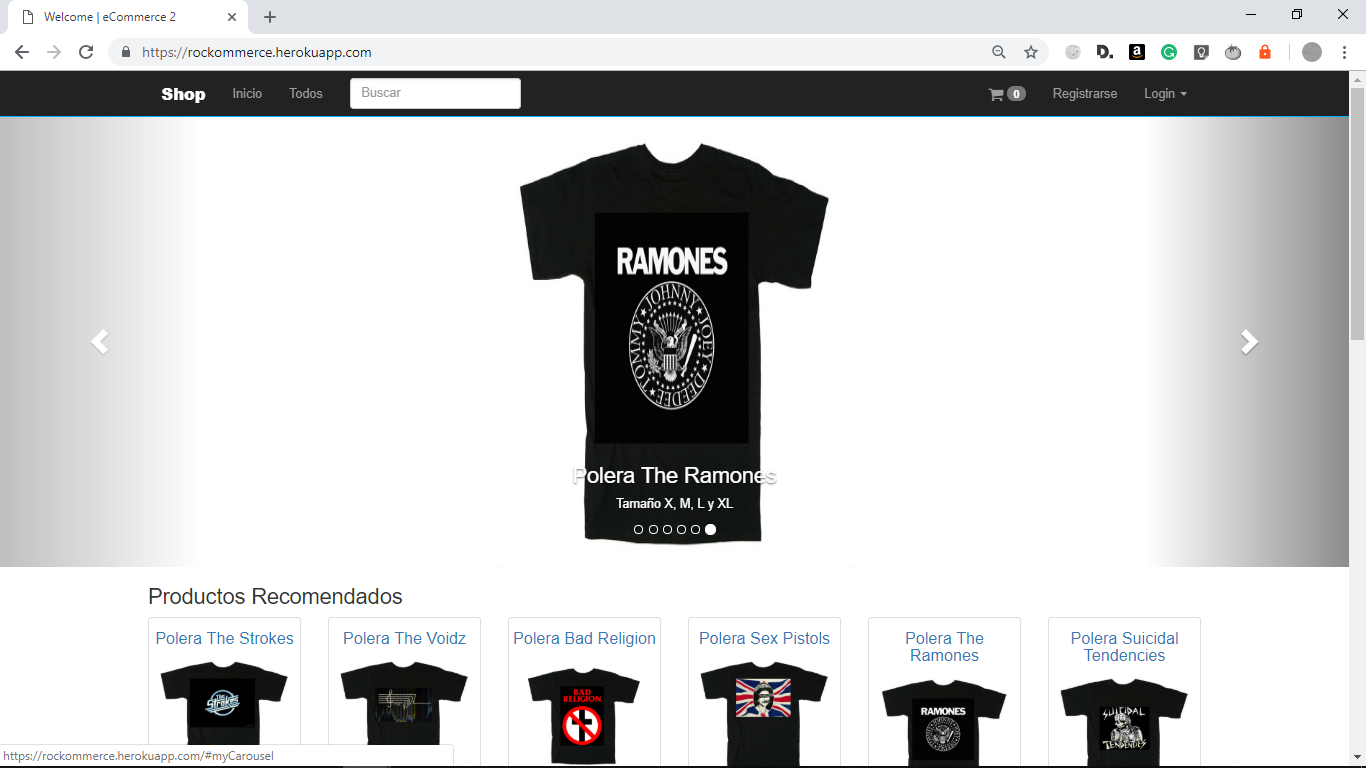 Welcome | eCommerce 2
https://rockommerce.herokuapp.com
D.
Shop
Inicio
Todos
Buscar
0
Registrarse
Login
RAMONES
JOHNNY JOEY DEEDEE TOMMY
Polera The Ramones
Tamaño X, M, L y XL
Productos Recomendados
Polera The Strokes
Polera The Voidz
Polera Bad Religion
Polera Sex Pistols
Polera The
Ramones
Polera Suicidal
Tendencies
The
Strokes
BAD
RELIGION
RAMONES
SUICIDAL
TENDENCIES
https://rockommerce.herokuapp.com/#myCarousel